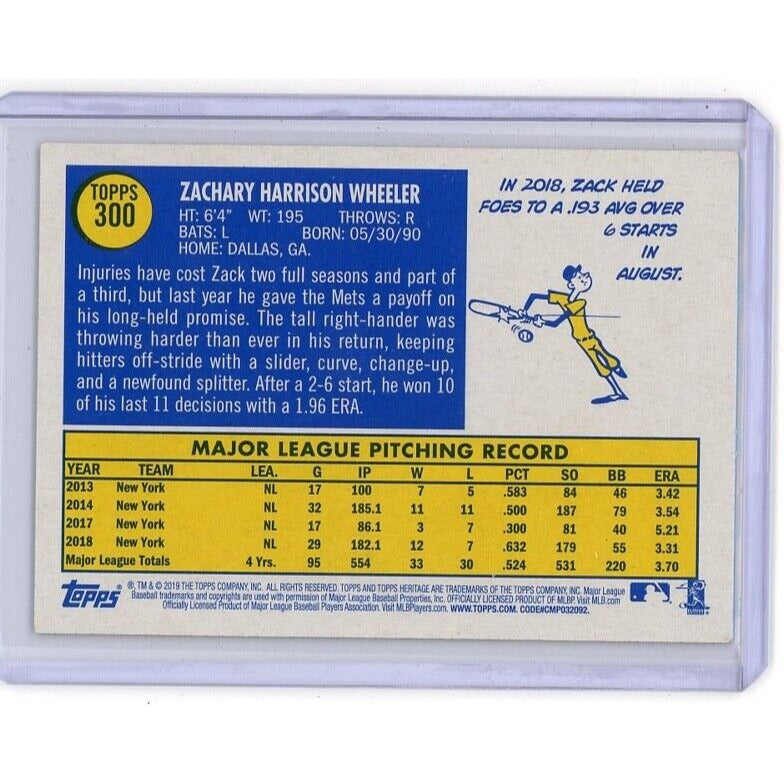 TOPPS
300
ZACHARY HARRISON WHEELER
HT: 6'4" WT: 195 THROWS: R
BATS: L BORN: 05/30/90
HOME: DALLAS, GA.
Injuries have cost Zack two full seasons and part of
a third, but last year he gave the Mets a payoff on
his long-held promise. The tall right-hander was
throwing harder than ever in his return, keeping
hitters off-stride with a slider, curve, change-up,
and a newfound splitter. After a 2-6 start, he won 10
of his last 11 decisions with a 1.96 ERA.
IN 2018, ZACK HELD
FOES TO A .193 AVG OVER
6 STARTS
IN
AUGUST.
MAJOR LEAGUE PITCHING RECORD
YEAR TEAM LEA. G IP W L PCT SO BB ERA
2013 New York NL 17 100 7 5 .583 84 46 3.42
2014 New York NL 32 185.1 11 11 .500 187 79 3.54
2017 New York NL 17 86.1 3 7 .300 81 40 5.21
2018 New York NL 29 182.1 12 7 .632 179 55 3.31
Major League Totals 4 Yrs. 95 554 33 30 .524 531 220 3.70
Topps
®, TM & © 2019 THE TOPPS COMPANY, INC. ALL RIGHTS RESERVED. TOPPS AND TOPPS HERITAGE ARE TRADEMARKS OF THE TOPPS COMPANY, INC. Major League
Baseball trademarks and copyrights are used with permission of Major League Baseball Properties, Inc. OFFICIALLY LICENSED PRODUCT OF MLBP. Visit MLB.com
Officially Licensed Product of Major League Baseball Players Association. Visit MLBPlayers.com. WWW.TOPPS.COM. CODE#CMP032092.